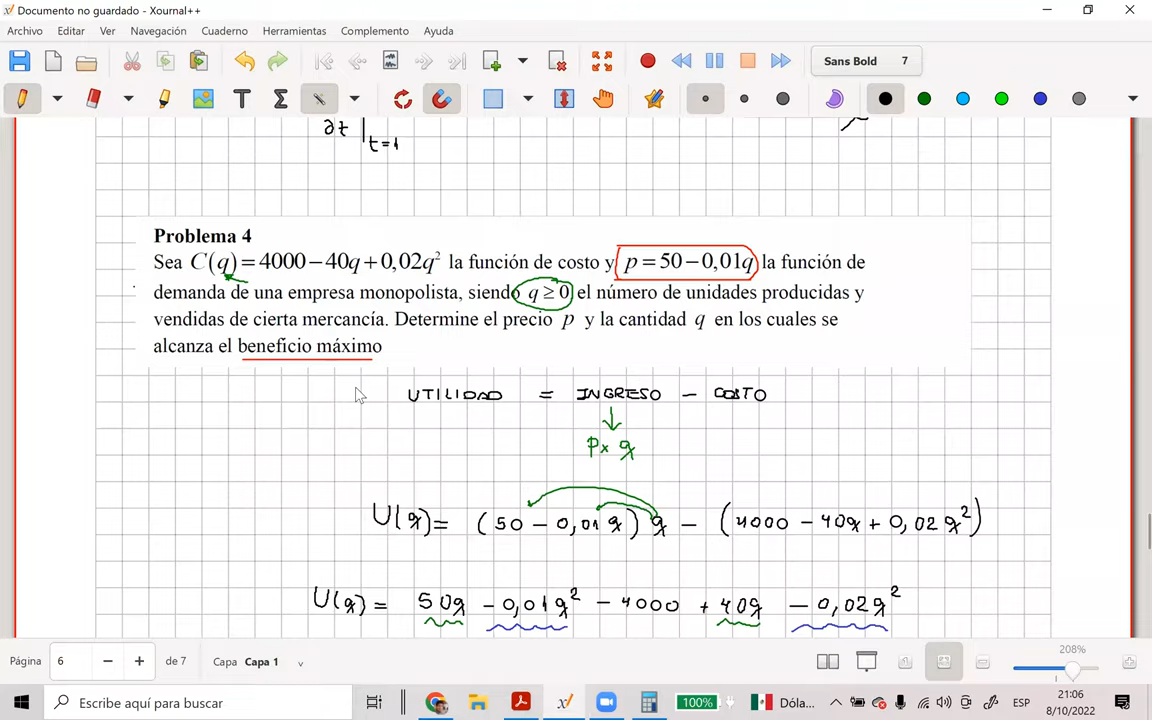 Documento no guardado - Xournal++
Archivo Editar Ver Navegación Cuaderno Herramientas Complemento Ayuda
Sans Bold 7
∂t | t=1
Problema 4
Sea C(q) = 4000 − 40q + 0,02q² la función de costo y p = 50 − 0,01q la función de
demanda de una empresa monopolista, siendo q ≥ 0 el número de unidades producidas y
vendidas de cierta mercancía. Determine el precio p y la cantidad q en los cuales se
alcanza el beneficio máximo
UTILIDAD = INGRESO − COSTO
↓
P × q
U(q) = (50 − 0,01q) q − (4000 − 40q + 0,02q²)
U(q) = 50q − 0,01q² − 4000 + 40q − 0,02q²
Página 60 de 7 Capa Capa 1 208%
Escribe aquí para buscar 100% Dóla... ESP 21:06
8/10/2022